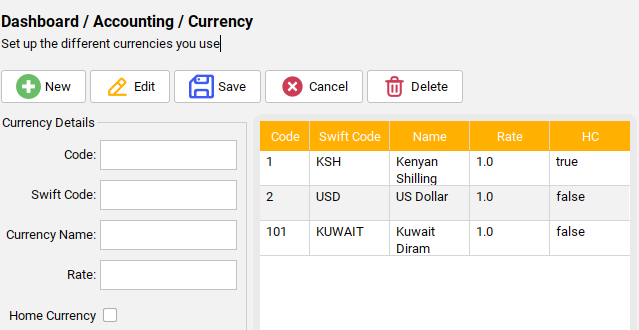 Dashboard / Accounting / Currency
Set up the different currencies you use
New Edit Save Cancel Delete
Currency Details
Code:
Swift Code:
Currency Name:
Rate:
Home Currency
Code Swift Code Name Rate HC
1 KSH Kenyan Shilling 1.0 true
2 USD US Dollar 1.0 false
101 KUWAIT Kuwait Diram 1.0 false